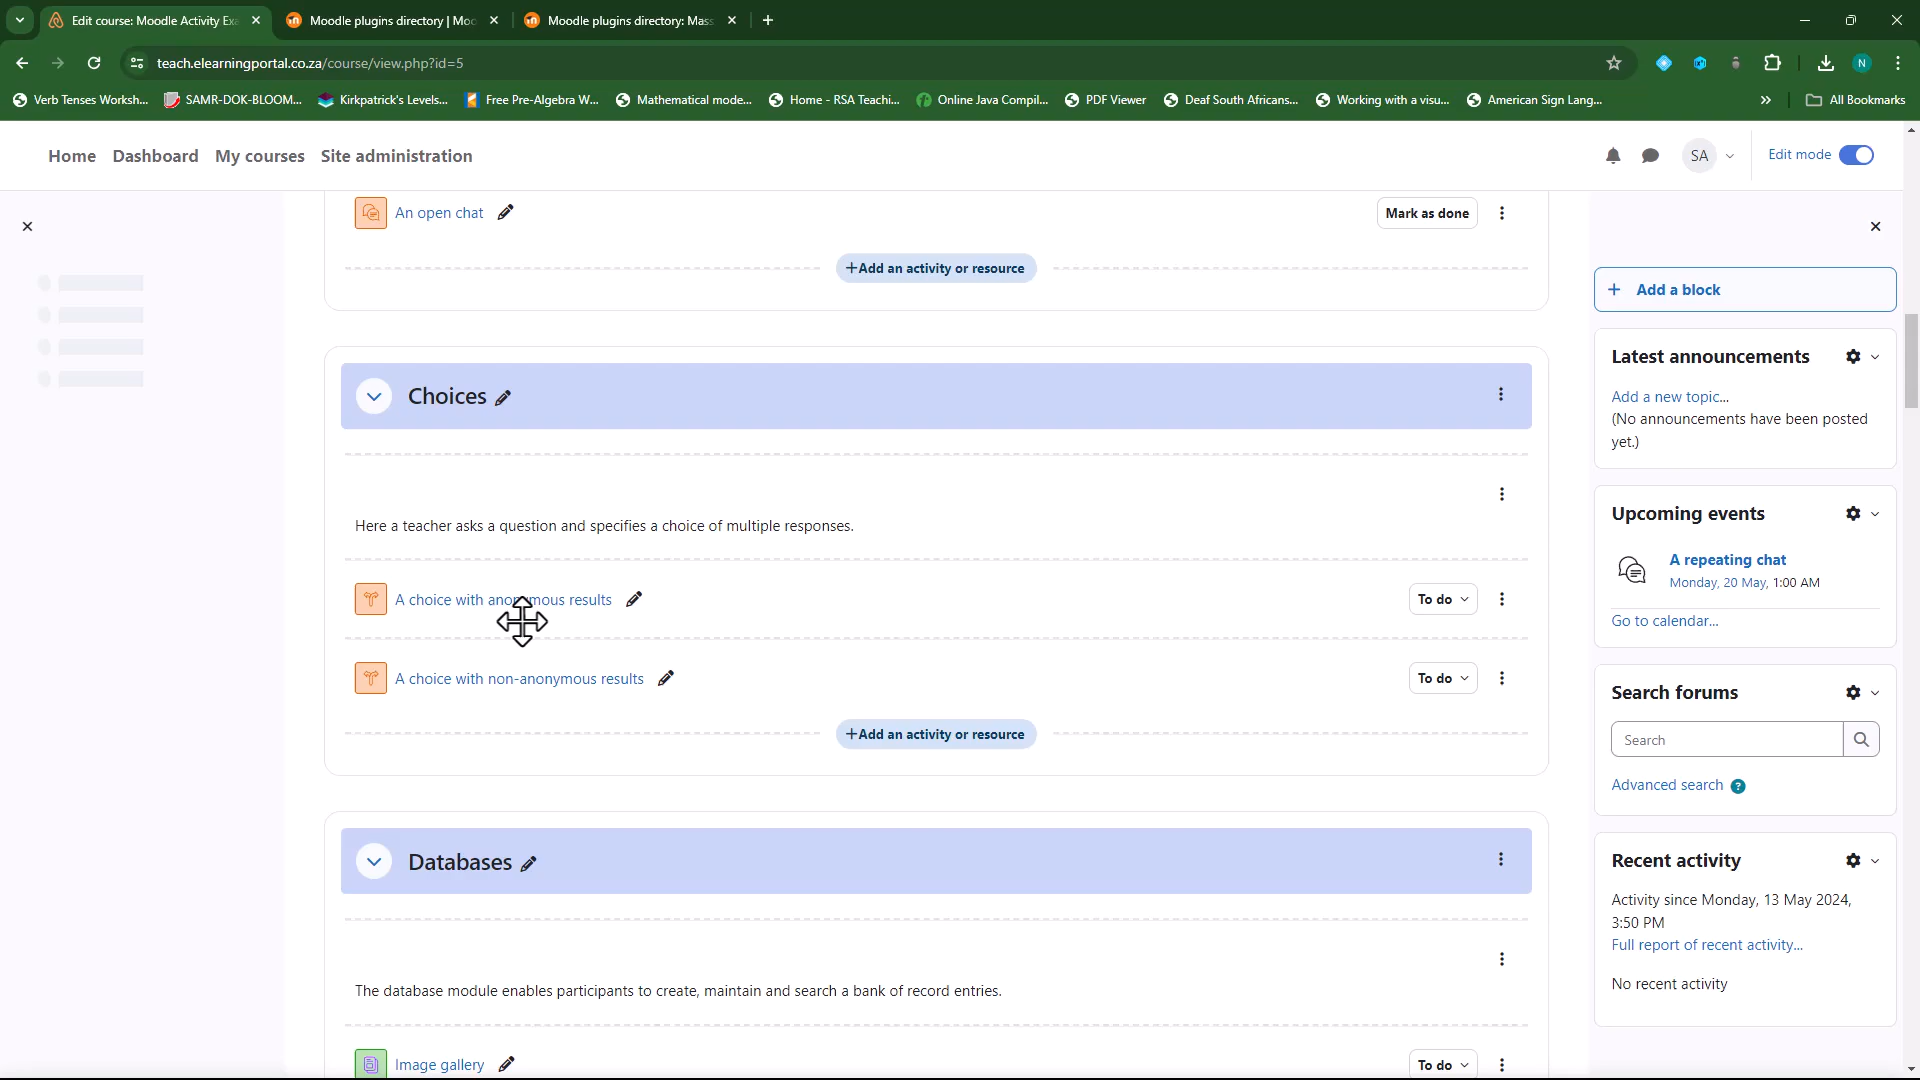 Edit course: Moodle Activity Exa
Moodle plugins directory | Moo
Moodle plugins directory: Mass
teach.elearningportal.co.za/course/view.php?id=5
N
Verb Tenses Worksh...
SAMR-DOK-BLOOM...
Kirkpatrick's Levels...
Free Pre-Algebra W...
Mathematical mode...
Home - RSA Teachi...
Online Java Compil...
PDF Viewer
Deaf South Africans...
Working with a visu...
American Sign Lang...
All Bookmarks
Home
Dashboard
My courses
Site administration
SA
Edit mode
An open chat
Mark as done
+Add an activity or resource
Choices
Here a teacher asks a question and specifies a choice of multiple responses.
A choice with anonymous results
To do
A choice with non-anonymous results
To do
+Add an activity or resource
Databases
The database module enables participants to create, maintain and search a bank of record entries.
Image gallery
To do
+ Add a block
Latest announcements
Add a new topic...
(No announcements have been posted
yet.)
Upcoming events
A repeating chat
Monday, 20 May, 1:00 AM
Go to calendar...
Search forums
Search
Advanced search ?
Recent activity
Activity since Monday, 13 May 2024,
3:50 PM
Full report of recent activity...
No recent activity